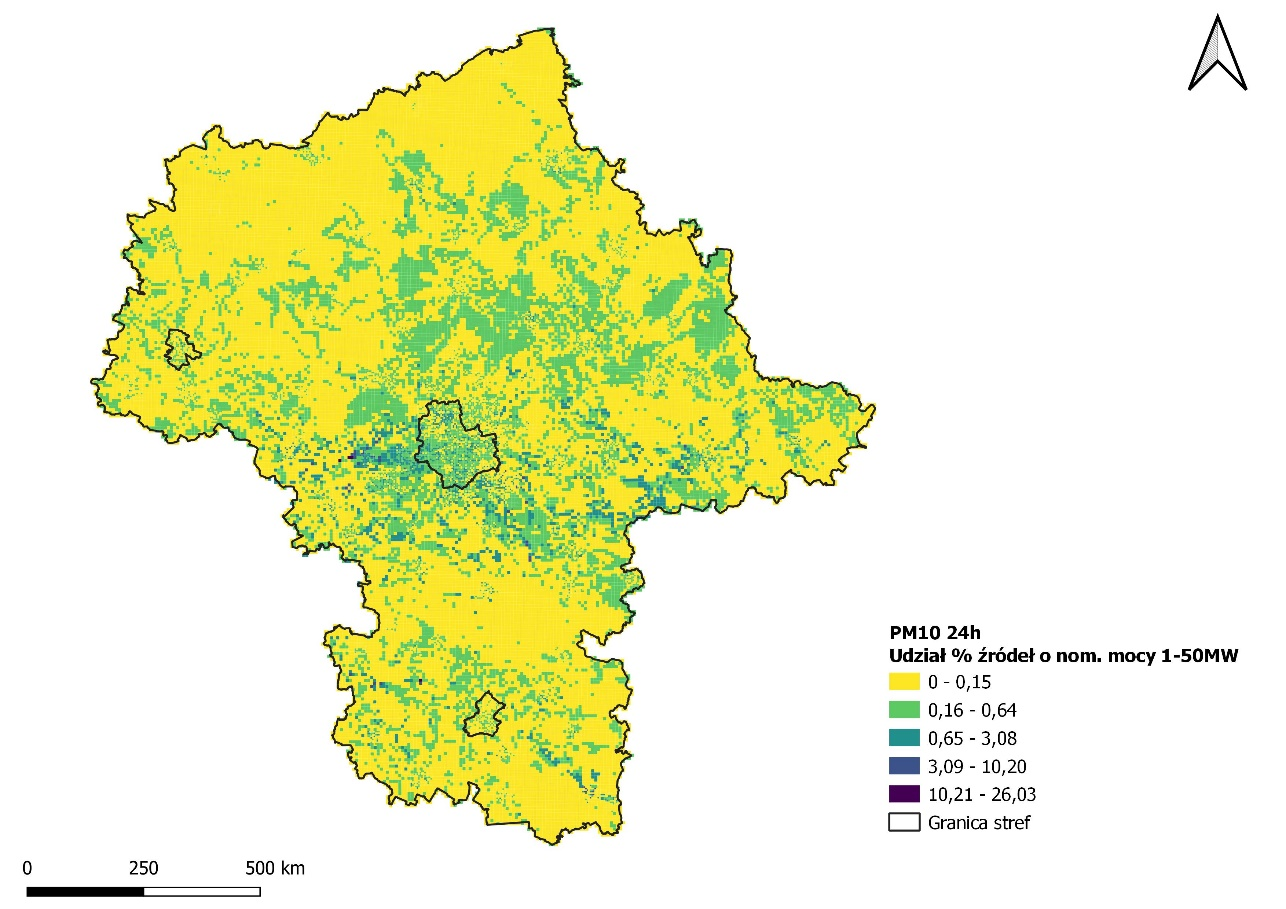 PM10 24h
Udział % źródeł o nom. mocy 1-50MW
0 - 0,15
0,16 - 0,64
0,65 - 3,08
3,09 - 10,20
10,21 - 26,03
Granica stref
0 250 500 km